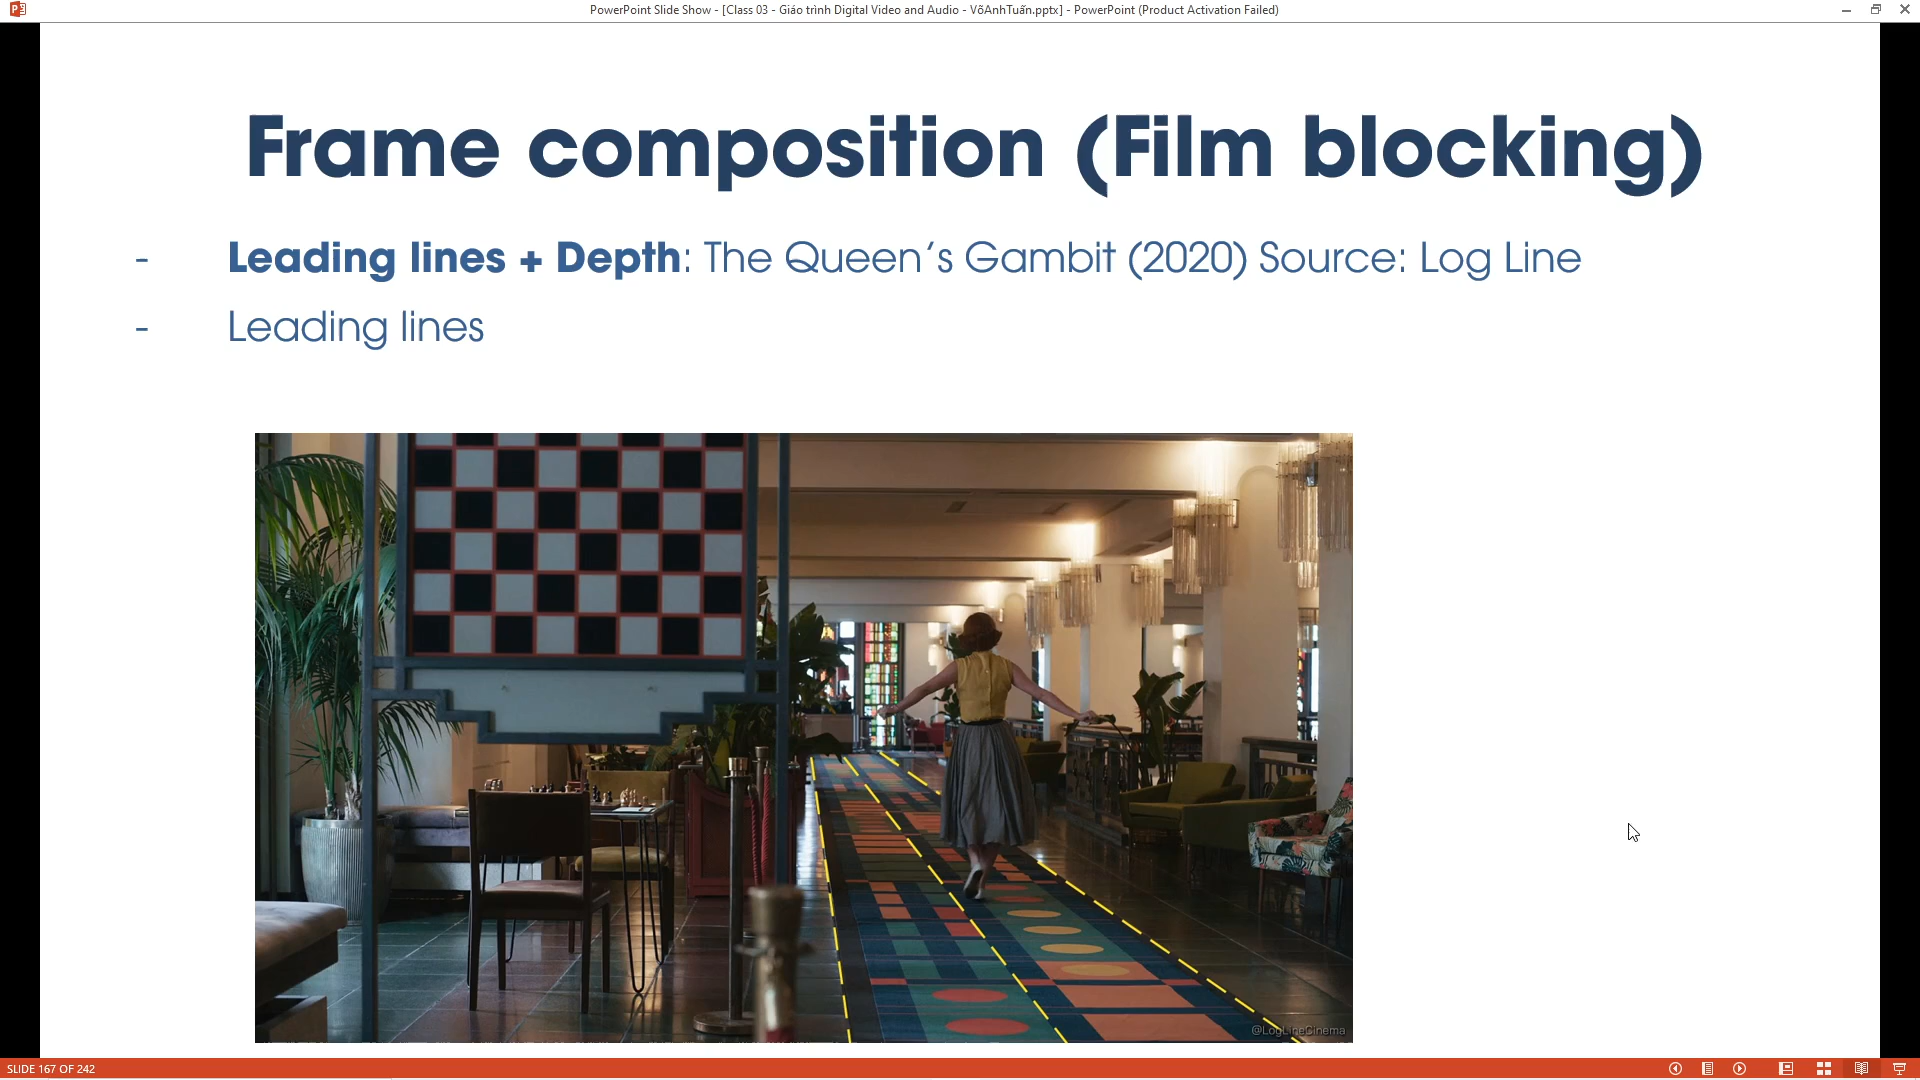 PowerPoint Slide Show - [Class 03 - Giáo trình Digital Video and Audio - VõAnhTuấn.pptx] - PowerPoint (Product Activation Failed)
Frame composition (Film blocking)
- Leading lines + Depth: The Queen´s Gambit (2020) Source: Log Line
- Leading lines
@LogLineCinema
SLIDE 167 OF 242